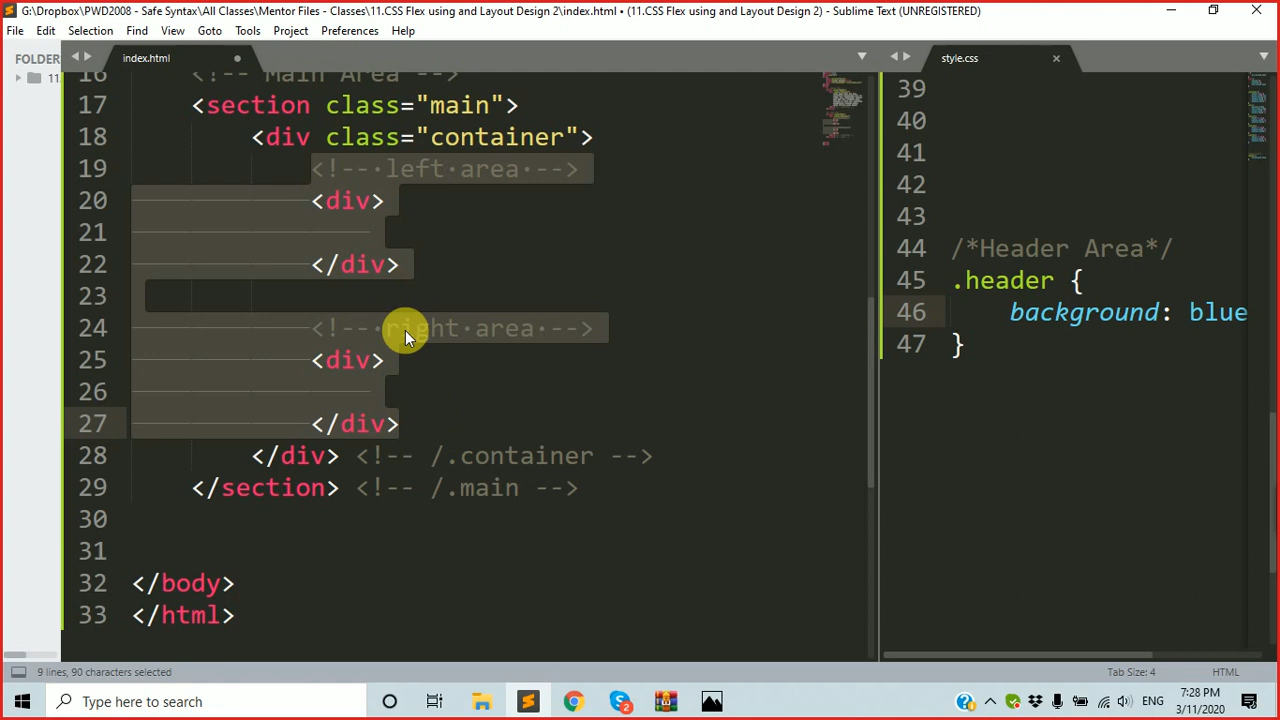 G:\Dropbox\PWD2008 - Safe Syntax\All Classes\Mentor Files - Classes\11.CSS Flex using and Layout Design 2\index.html • (11.CSS Flex using and Layout Design 2) - Sublime Text (UNREGISTERED)
File Edit Selection Find View Goto Tools Project Preferences Help
FOLDERS
11.
index.html
16 <!-- Main Area -->
17 <section class="main">
18 <div class="container">
19 <!-- left area -->
20 <div>
21
22 </div>
23
24 <!-- right area -->
25 <div>
26
27 </div>
28 </div> <!-- /.container -->
29 </section> <!-- /.main -->
30
31
32 </body>
33 </html>
style.css
39
40
41
42
43
44 /*Header Area*/
45 .header {
46 background: blue
47 }
9 lines, 90 characters selected
Tab Size: 4
HTML
Type here to search
2
ENG
7:28 PM
3/11/2020